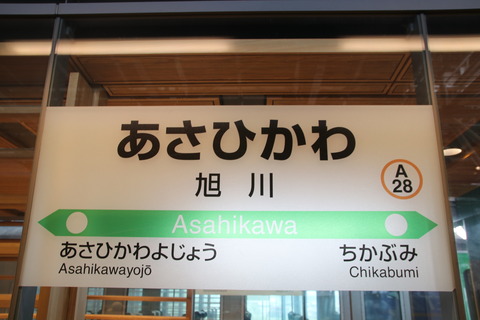 あさひかわ
旭川
A
28
Asahikawa
あさひかわよじょう
Asahikawayojō
ちかぶみ
Chikabumi